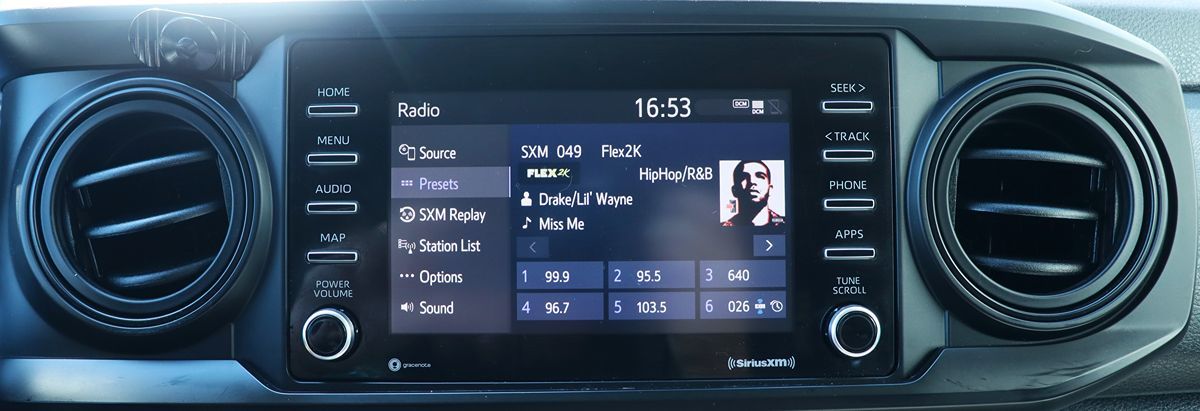 HOME
MENU
AUDIO
MAP
POWER
VOLUME
Radio
16:53
DCM
DCM
Source
Presets
SXM Replay
Station List
Options
Sound
SXM 049 Flex2K
FLEX2K
HipHop/R&B
Drake/Lil' Wayne
Miss Me
<
>
1 99.9
2 95.5
3 640
4 96.7
5 103.5
6 026
gracenote
((SiriusXM))
SEEK >
< TRACK
PHONE
APPS
TUNE
SCROLL